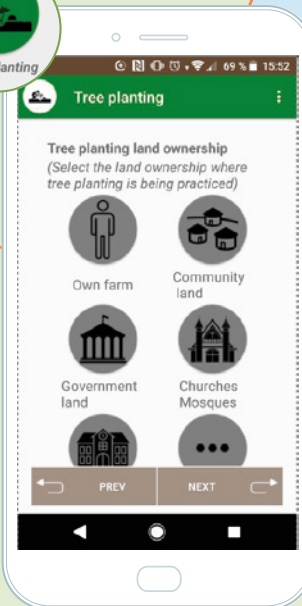 69 % 15:52
Tree planting
Tree planting land ownership
(Select the land ownership where
tree planting is being practiced)
Own farm
Community
land
Government
land
Churches
Mosques
PREV
NEXT